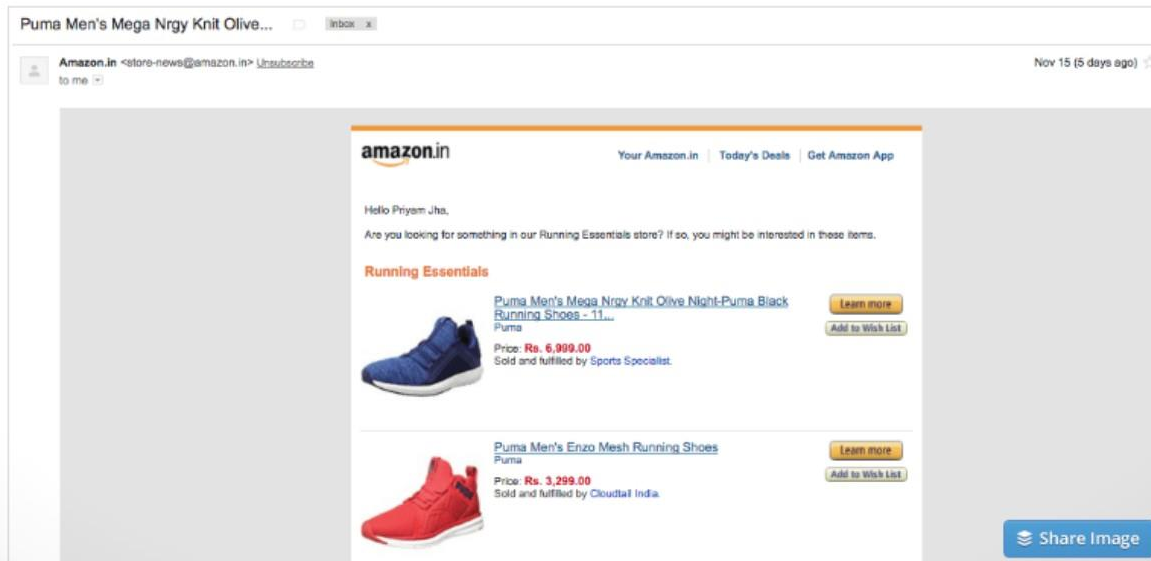 Puma Men's Mega Nrgy Knit Olive...
Inbox x
Amazon.in <store-news@amazon.in> Unsubscribe
Nov 15 (5 days ago)
to me
amazon.in
Your Amazon.in | Today's Deals | Get Amazon App
Hello Priyam Jha,
Are you looking for something in our Running Essentials store? If so, you might be interested in these items.
Running Essentials
Puma Men's Mega Nrgy Knit Olive Night-Puma Black
Running Shoes - 11...
Puma
Price: Rs. 6,999.00
Sold and fulfilled by Sports Specialist.
Learn more
Add to Wish List
Puma Men's Enzo Mesh Running Shoes
Puma
Price: Rs. 3,299.00
Sold and fulfilled by Cloudtail India.
Learn more
Add to Wish List
PUMA
Share Image